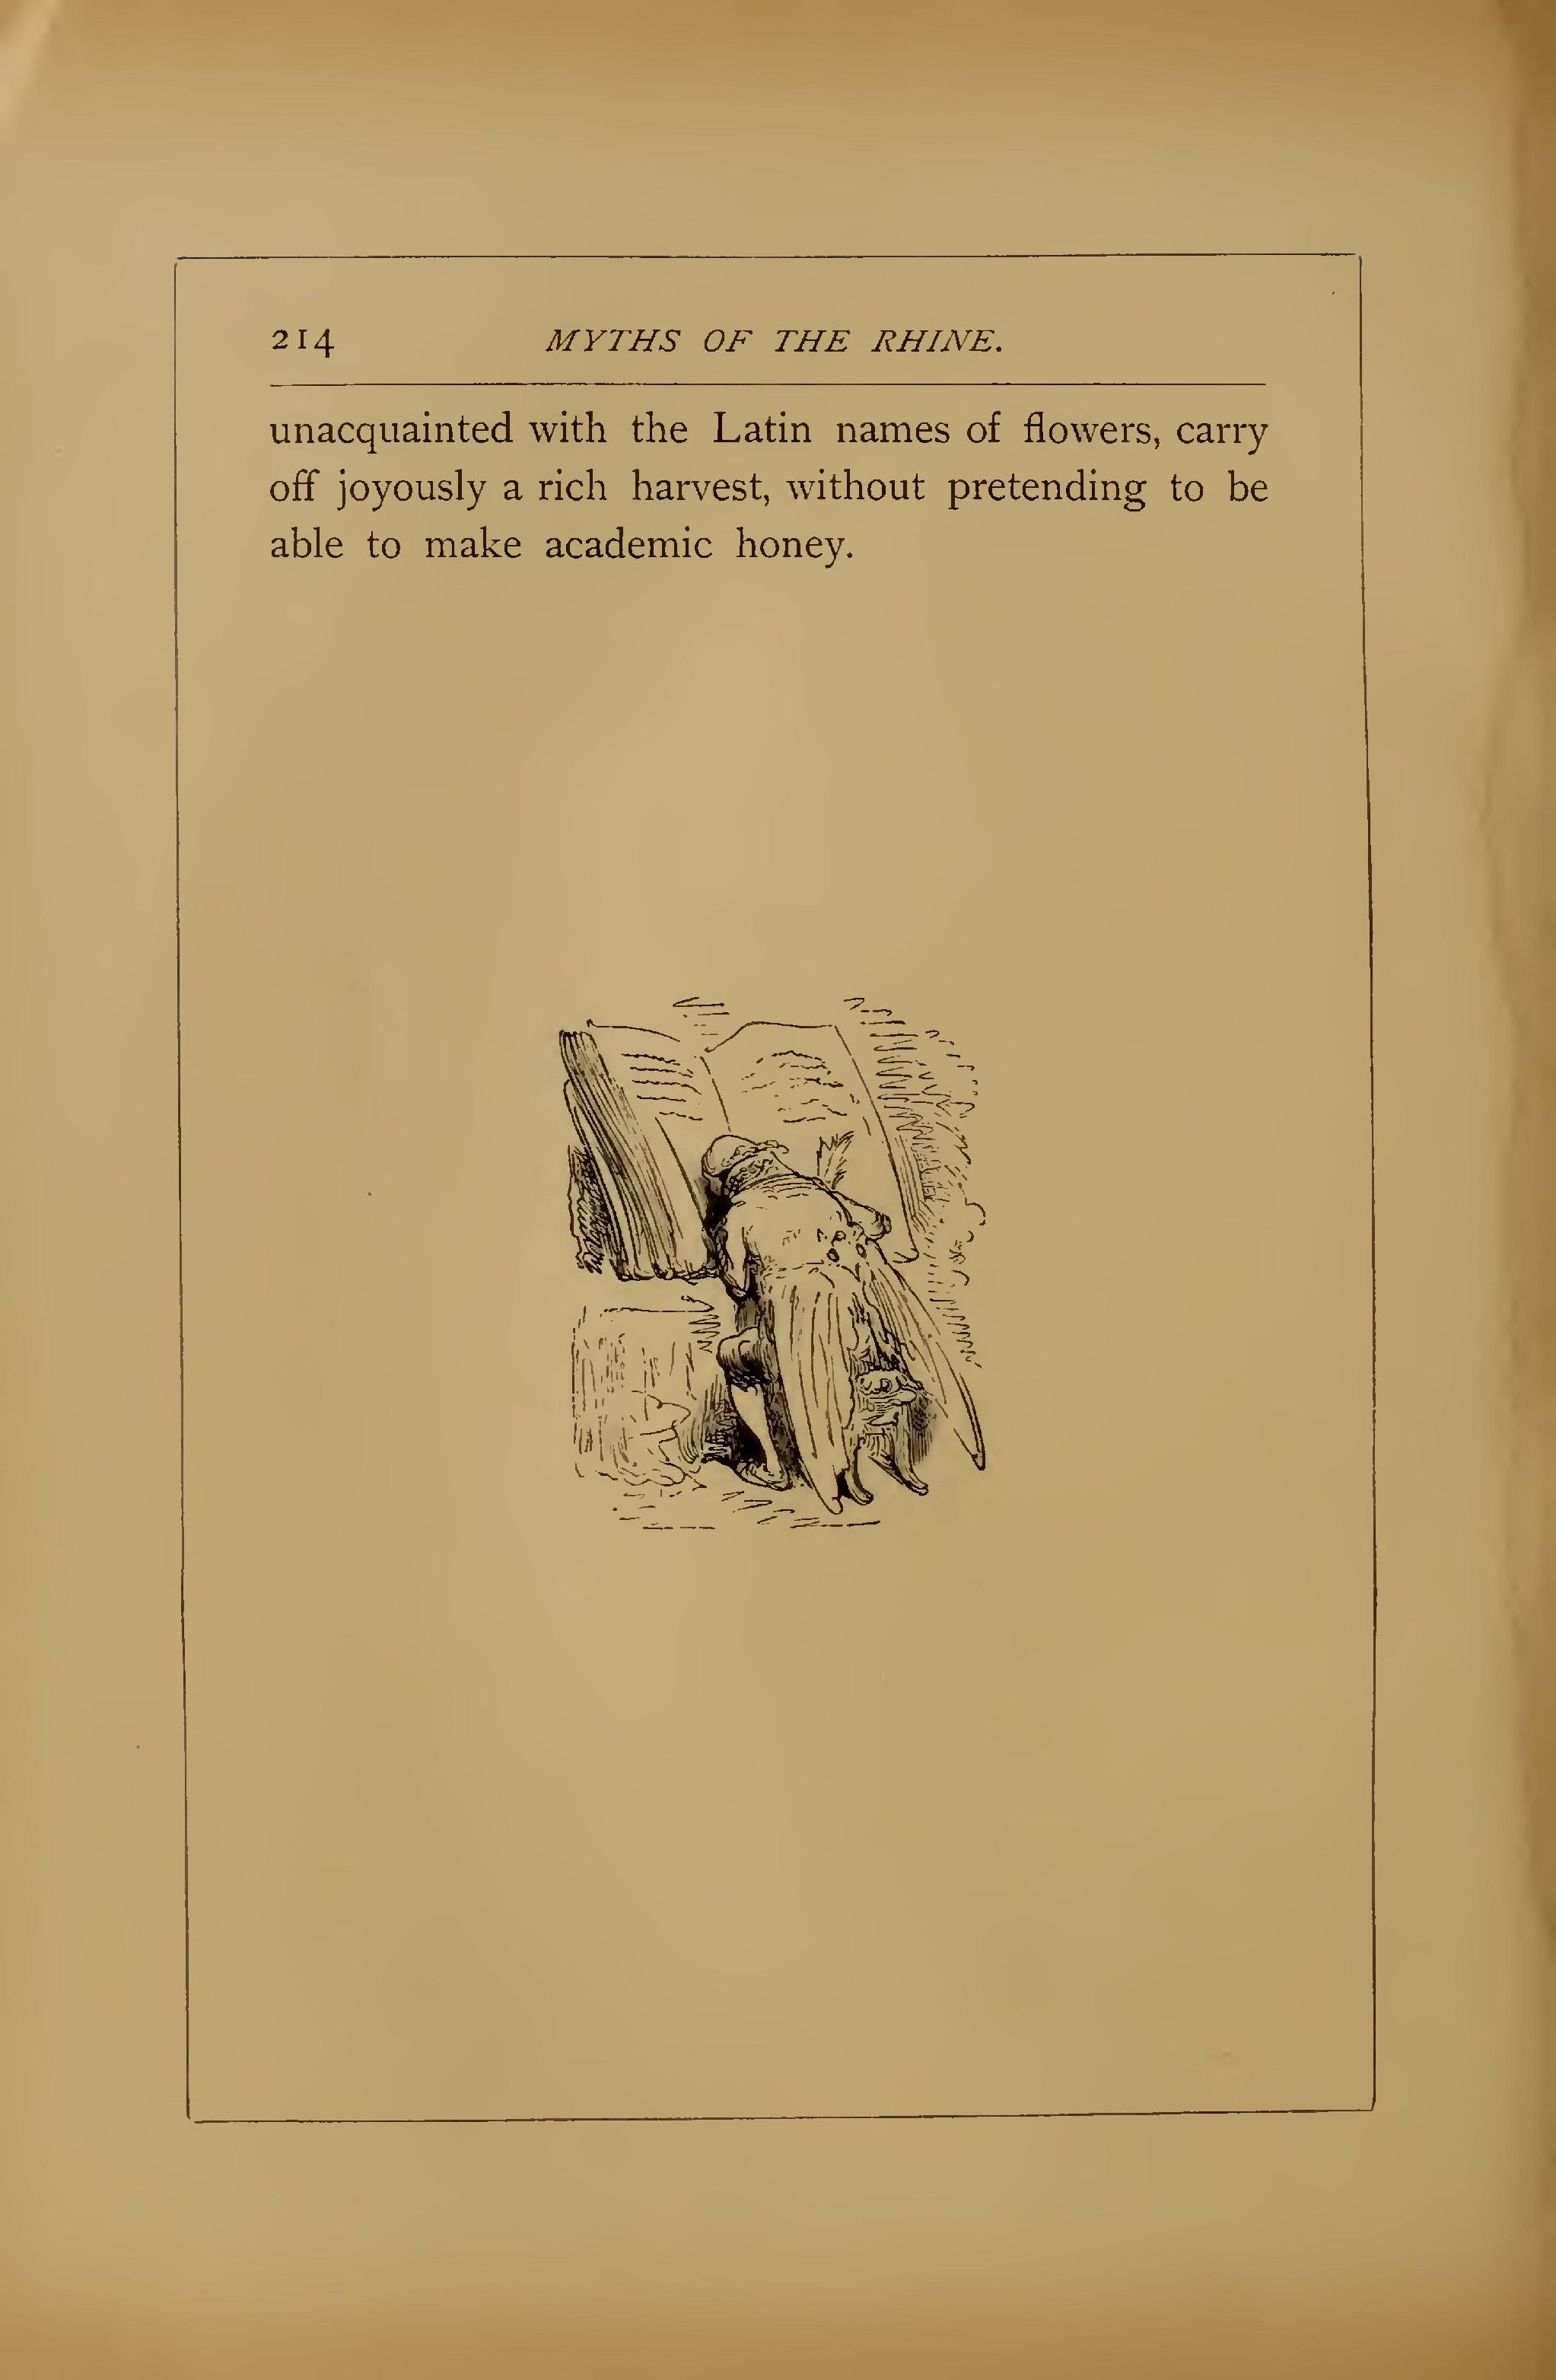 214 MYTHS OF THE RHINE.
unacquainted with the Latin names of flowers, carry
off joyously a rich harvest, without pretending to be
able to make academic honey.